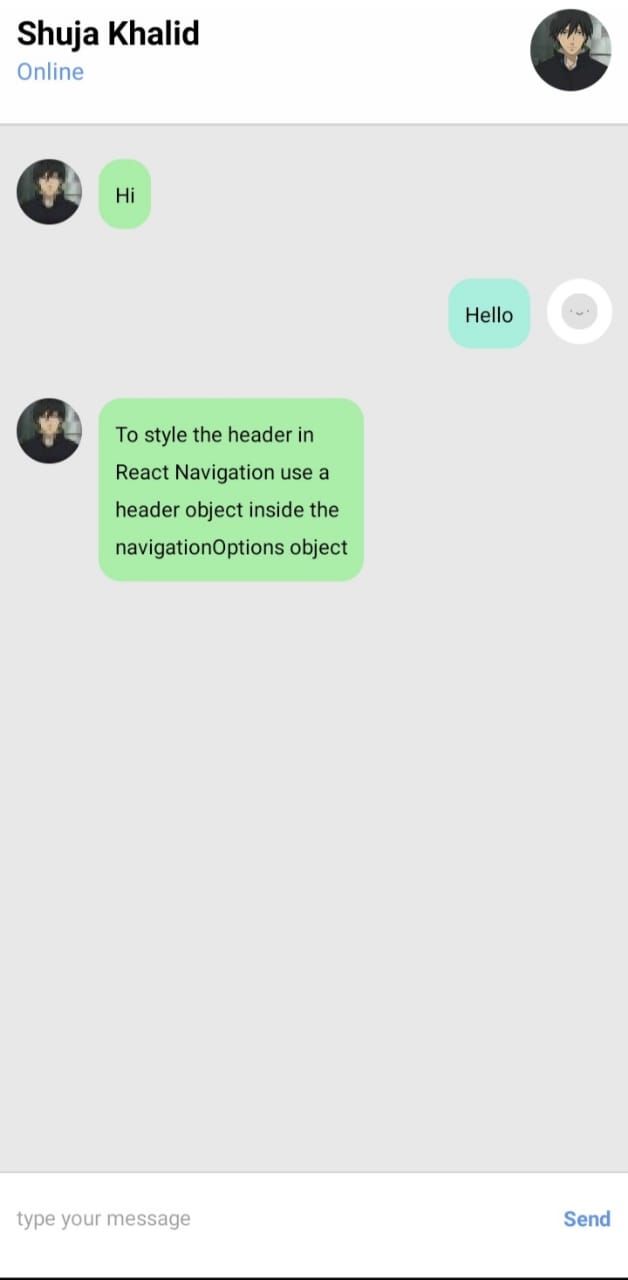 Shuja Khalid
Online
Hi
Hello
To style the header in
React Navigation use a
header object inside the
navigationOptions object
type your message
Send